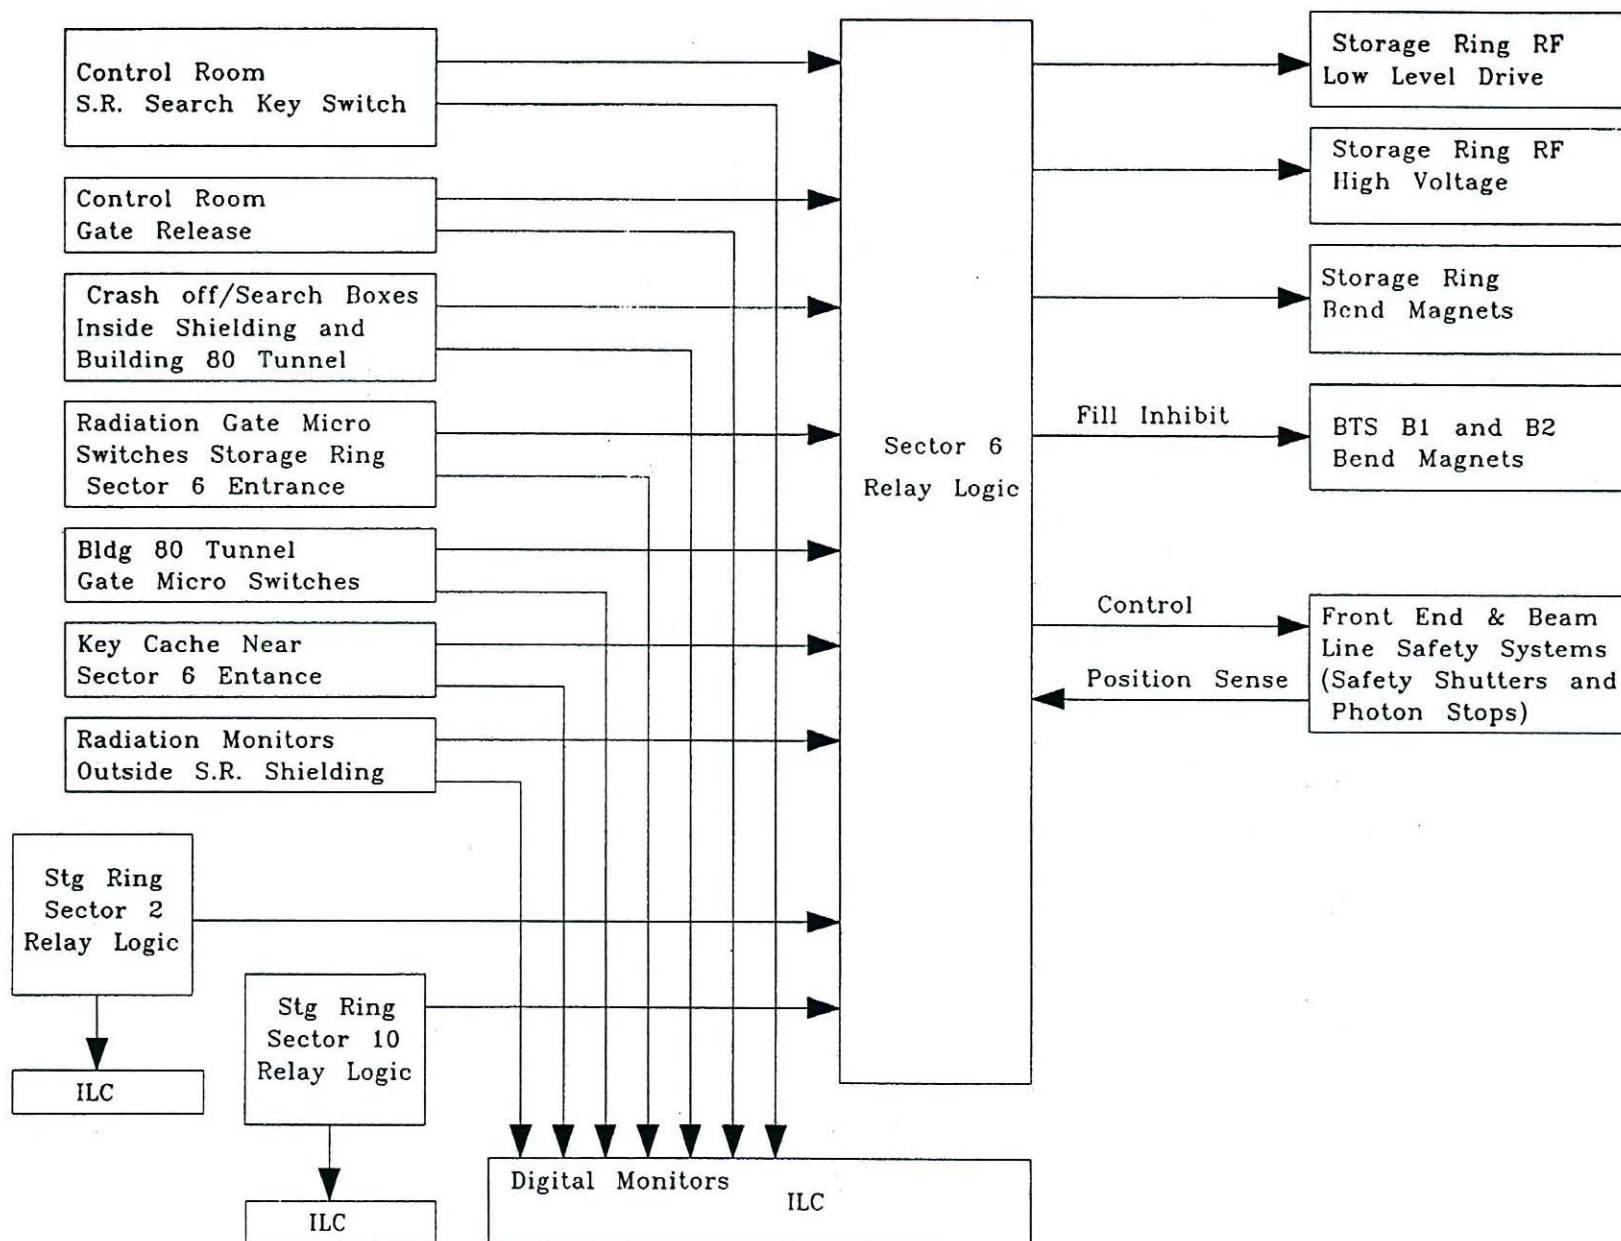 Control Room
S.R. Search Key Switch
Control Room
Gate Release
Crash off/Search Boxes
Inside Shielding and
Building 80 Tunnel
Radiation Gate Micro
Switches Storage Ring
Sector 6 Entrance
Bldg 80 Tunnel
Gate Micro Switches
Key Cache Near
Sector 6 Entance
Radiation Monitors
Outside S.R. Shielding
Stg Ring
Sector 2
Relay Logic
ILC
Stg Ring
Sector 10
Relay Logic
ILC
Digital Monitors
ILC
Sector 6
Relay Logic
Fill Inhibit
Control
Position Sense
Storage Ring RF
Low Level Drive
Storage Ring RF
High Voltage
Storage Ring
Bend Magnets
BTS B1 and B2
Bend Magnets
Front End & Beam
Line Safety Systems
(Safety Shutters and
Photon Stops)